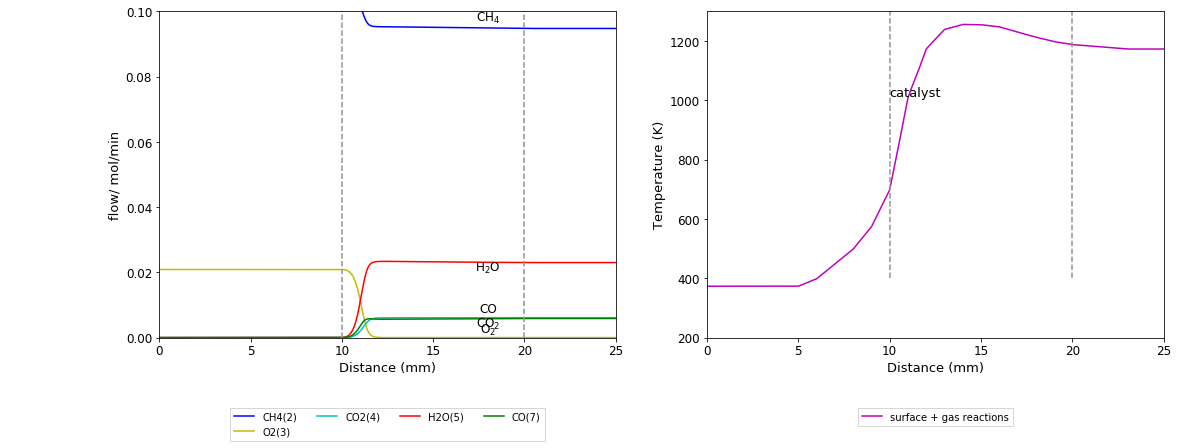 0.10
0.08
0.06
0.04
0.02
0.00
flow/ mol/min
CH₄
H₂O
CO
CO₂
O₂
0 5 10 15 20 25
Distance (mm)
CH4(2) CO2(4) H2O(5) CO(7)
O2(3)
1200
1000
800
600
400
200
Temperature (K)
catalyst
0 5 10 15 20 25
Distance (mm)
surface + gas reactions